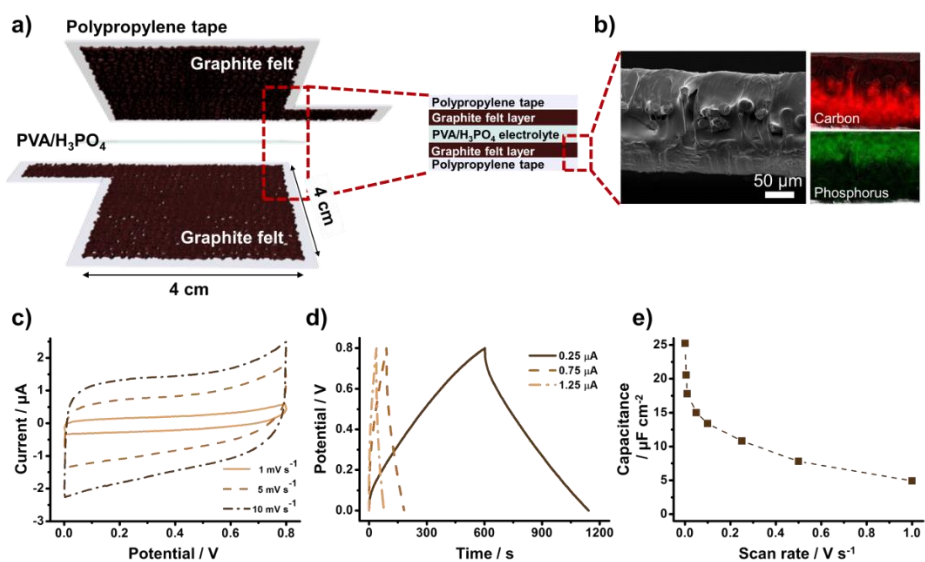 a)
Polypropylene tape
Graphite felt
PVA/H₃PO₄
Graphite felt
4 cm
4 cm
Polypropylene tape
Graphite felt layer
PVA/H₃PO₄ electrolyte
Graphite felt layer
Polypropylene tape
b)
50 μm
Carbon
Phosphorus
c)
Current / μA
3
2
1
0
-1
-2
-3
1 mV s⁻¹
5 mV s⁻¹
10 mV s⁻¹
0.0 0.2 0.4 0.6 0.8
Potential / V
d)
Potential / V
0.8
0.6
0.4
0.2
0.0
0.25 μA
0.75 μA
1.25 μA
0 300 600 900 1200
Time / s
e)
Capacitance
/ μF cm⁻²
30
25
20
15
10
5
0
0.0 0.2 0.4 0.6 0.8 1.0
Scan rate / V s⁻¹